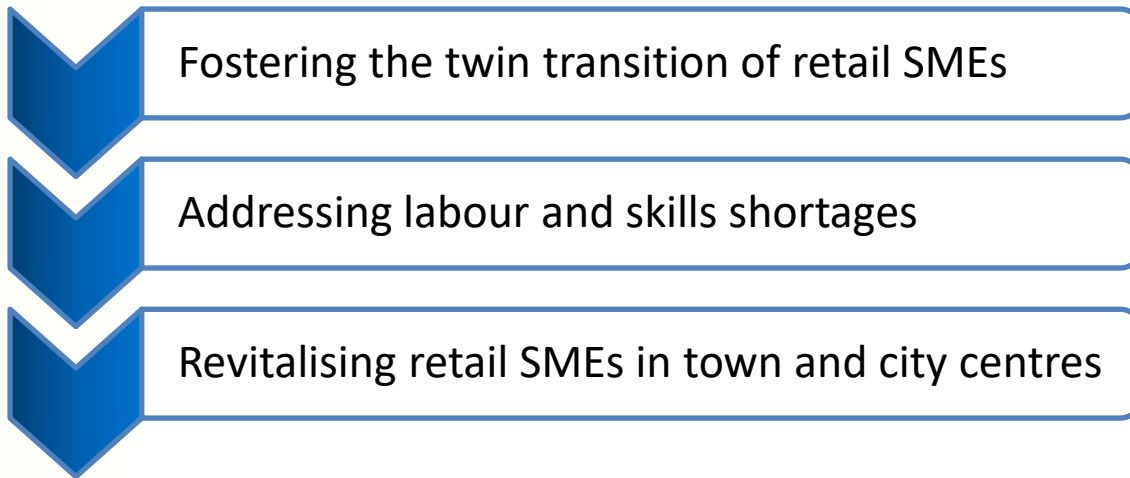 Fostering the twin transition of retail SMEs
Addressing labour and skills shortages
Revitalising retail SMEs in town and city centres